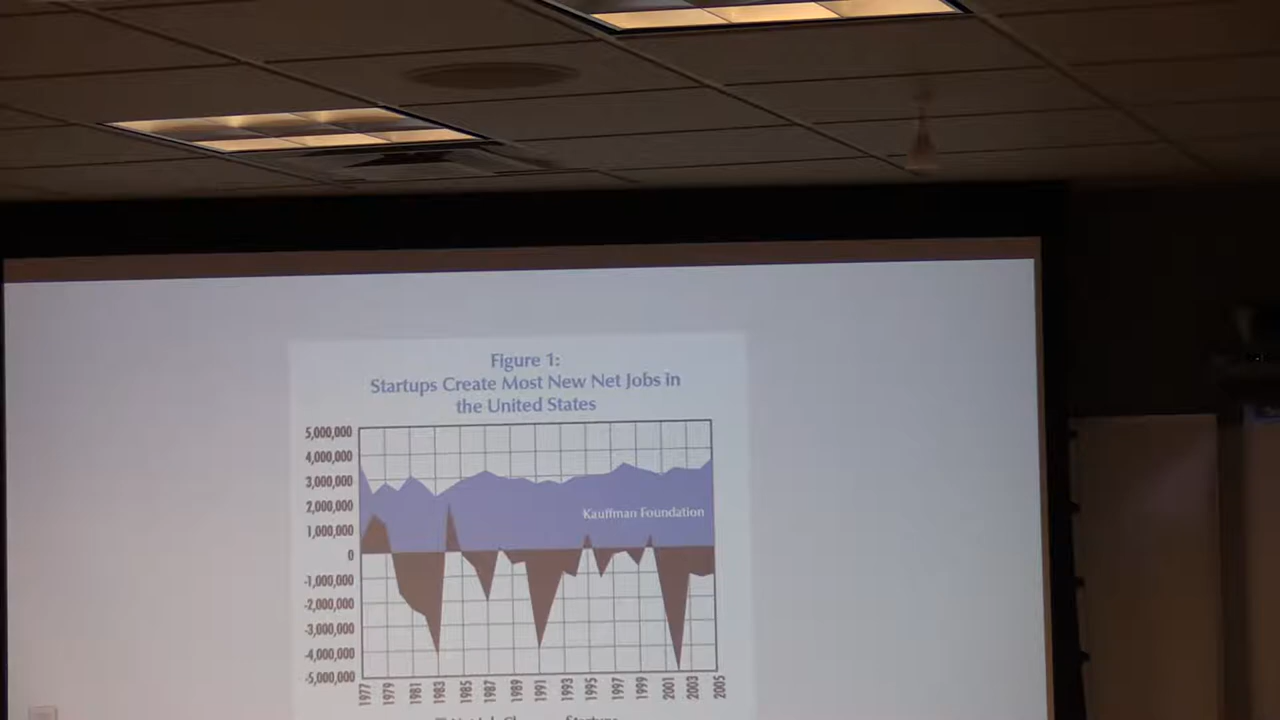 Figure 1:
Startups Create Most New Net Jobs in
the United States
5,000,000
4,000,000
3,000,000
2,000,000
1,000,000
0
-1,000,000
-2,000,000
-3,000,000
-4,000,000
-5,000,000
Kauffman Foundation
1977 1979 1981 1983 1985 1987 1989 1991 1993 1995 1997 1999 2001 2003 2005
Startups